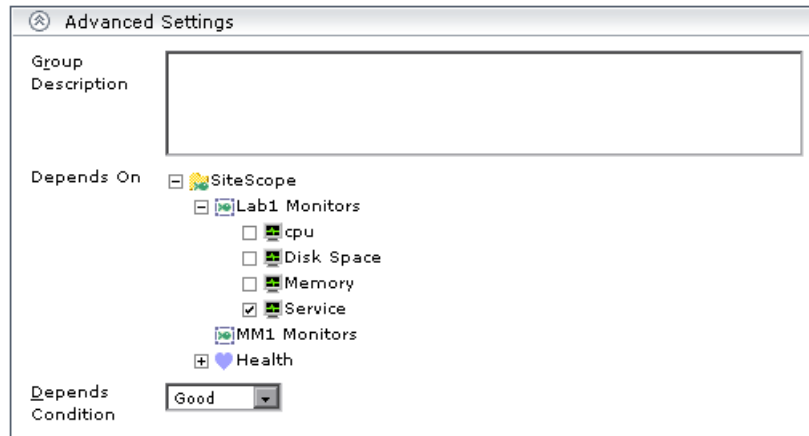 Advanced Settings
Group
Description
Depends On
SiteScope
Lab1 Monitors
cpu
Disk Space
Memory
Service
MM1 Monitors
Health
Depends
Condition
Good